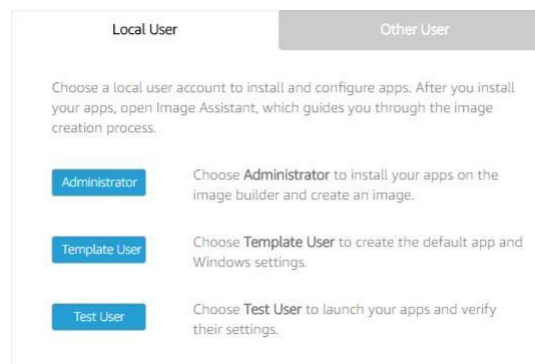 Local User
Other User
Choose a local user account to install and configure apps. After you install
your apps, open Image Assistant, which guides you through the image
creation process.
Administrator
Choose Administrator to install your apps on the
image builder and create an image.
Template User
Choose Template User to create the default app and
Windows settings.
Test User
Choose Test User to launch your apps and verify
their settings.